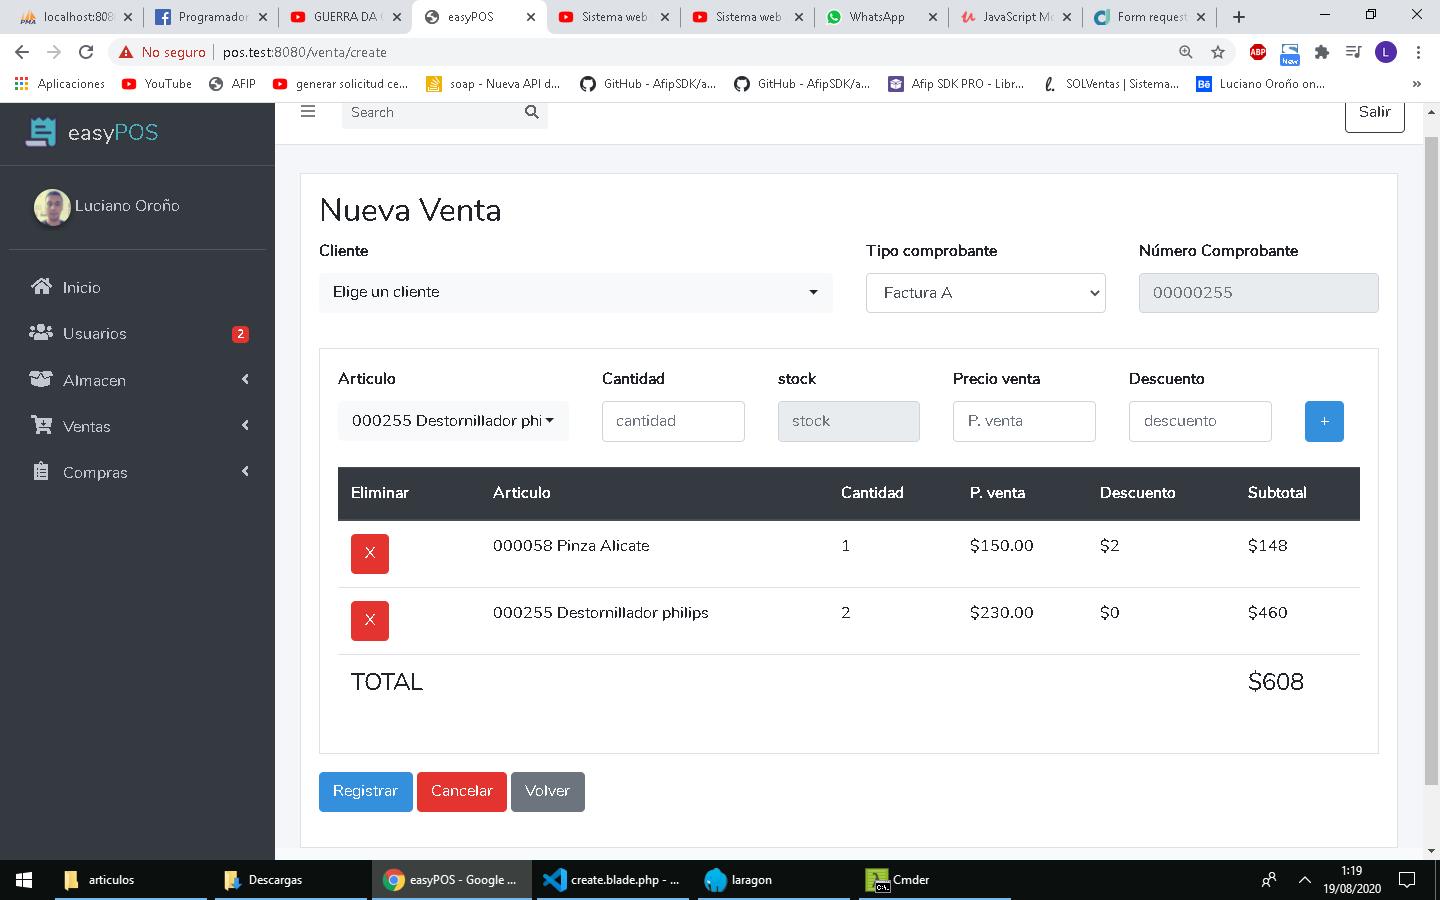 localhost:808
Programador
GUERRA DA
easyPOS
Sistema web
Sistema web
WhatsApp
JavaScript Mo
Form request
No seguro
pos.test:8080/venta/create
ABP
New
L
Aplicaciones
YouTube
AFIP
generar solicitud ce...
soap - Nueva API d...
GitHub - AfipSDK/a...
GitHub - AfipSDK/a...
Afip SDK PRO - Libr...
SOLVentas | Sistema...
Luciano Oroño on...
easyPOS
Search
Salir
Luciano Oroño
Inicio
Usuarios
2
Almacen
Ventas
Compras
Nueva Venta
Cliente
Tipo comprobante
Número Comprobante
Elige un cliente
Factura A
00000255
Articulo
Cantidad
stock
Precio venta
Descuento
000255 Destornillador phi
cantidad
stock
P. venta
descuento
+
Eliminar
Articulo
Cantidad
P. venta
Descuento
Subtotal
X
000058 Pinza Alicate
1
$150.00
$2
$148
X
000255 Destornillador philips
2
$230.00
$0
$460
TOTAL
$608
Registrar
Cancelar
Volver
articulos
Descargas
easyPOS - Google ...
create.blade.php - ...
laragon
Cmder
1:19
19/08/2020